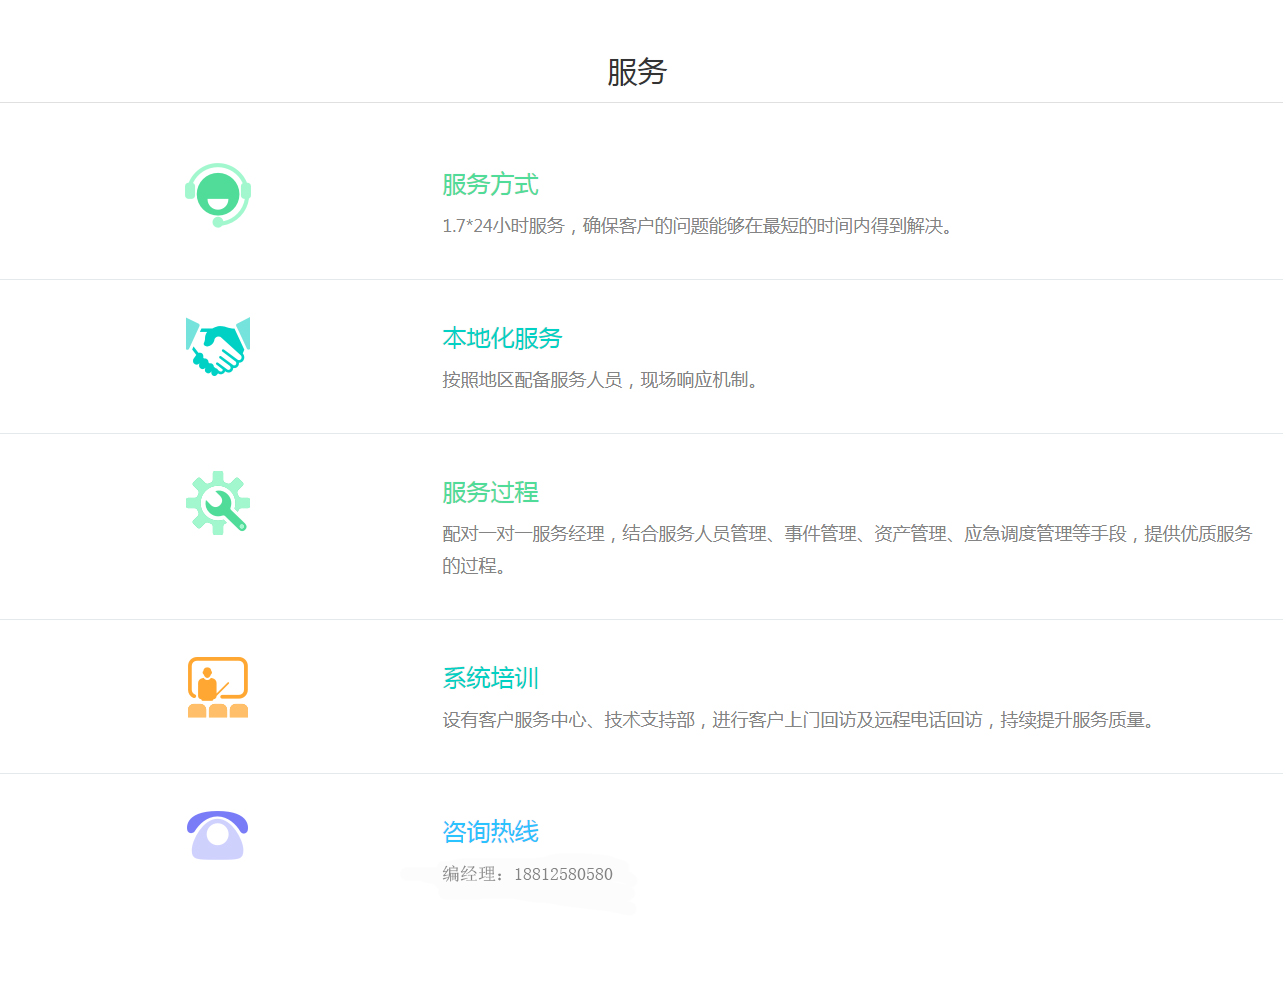 服务
服务方式
1.7*24小时服务，确保客户的问题能够在最短的时间内得到解决。
本地化服务
按照地区配备服务人员，现场响应机制。
服务过程
配对一对一服务经理，结合服务人员管理、事件管理、资产管理、应急调度管理等手段，提供优质服务
的过程。
系统培训
设有客户服务中心、技术支持部，进行客户上门回访及远程电话回访，持续提升服务质量。
咨询热线
编经理：18812580580